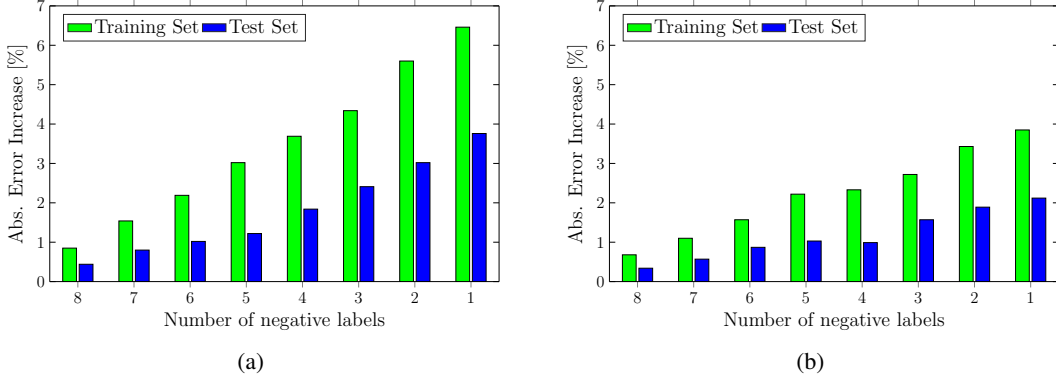 7
6
5
4
3
2
1
0
Abs. Error Increase [%]
Training Set Test Set
8 7 6 5 4 3 2 1
Number of negative labels
(a)
7
6
5
4
3
2
1
0
Abs. Error Increase [%]
Training Set Test Set
8 7 6 5 4 3 2 1
Number of negative labels
(b)